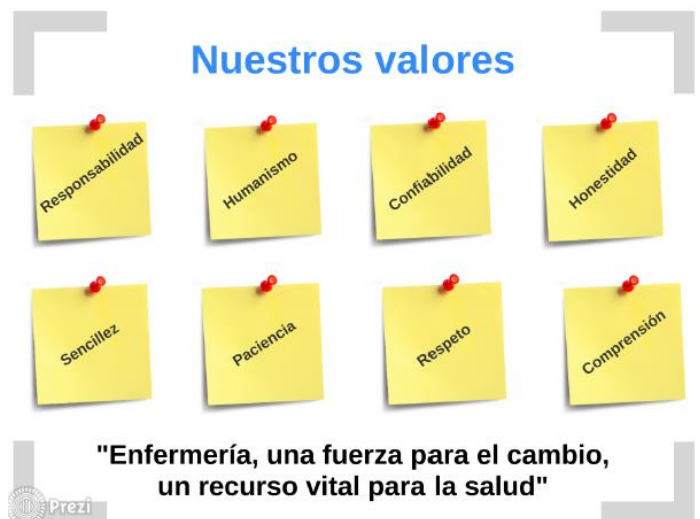 Nuestros valores
Responsabilidad
Humanismo
Confiabilidad
Honestidad
Sencillez
Paciencia
Respeto
Comprensión
"Enfermería, una fuerza para el cambio,
un recurso vital para la salud"
Prezi